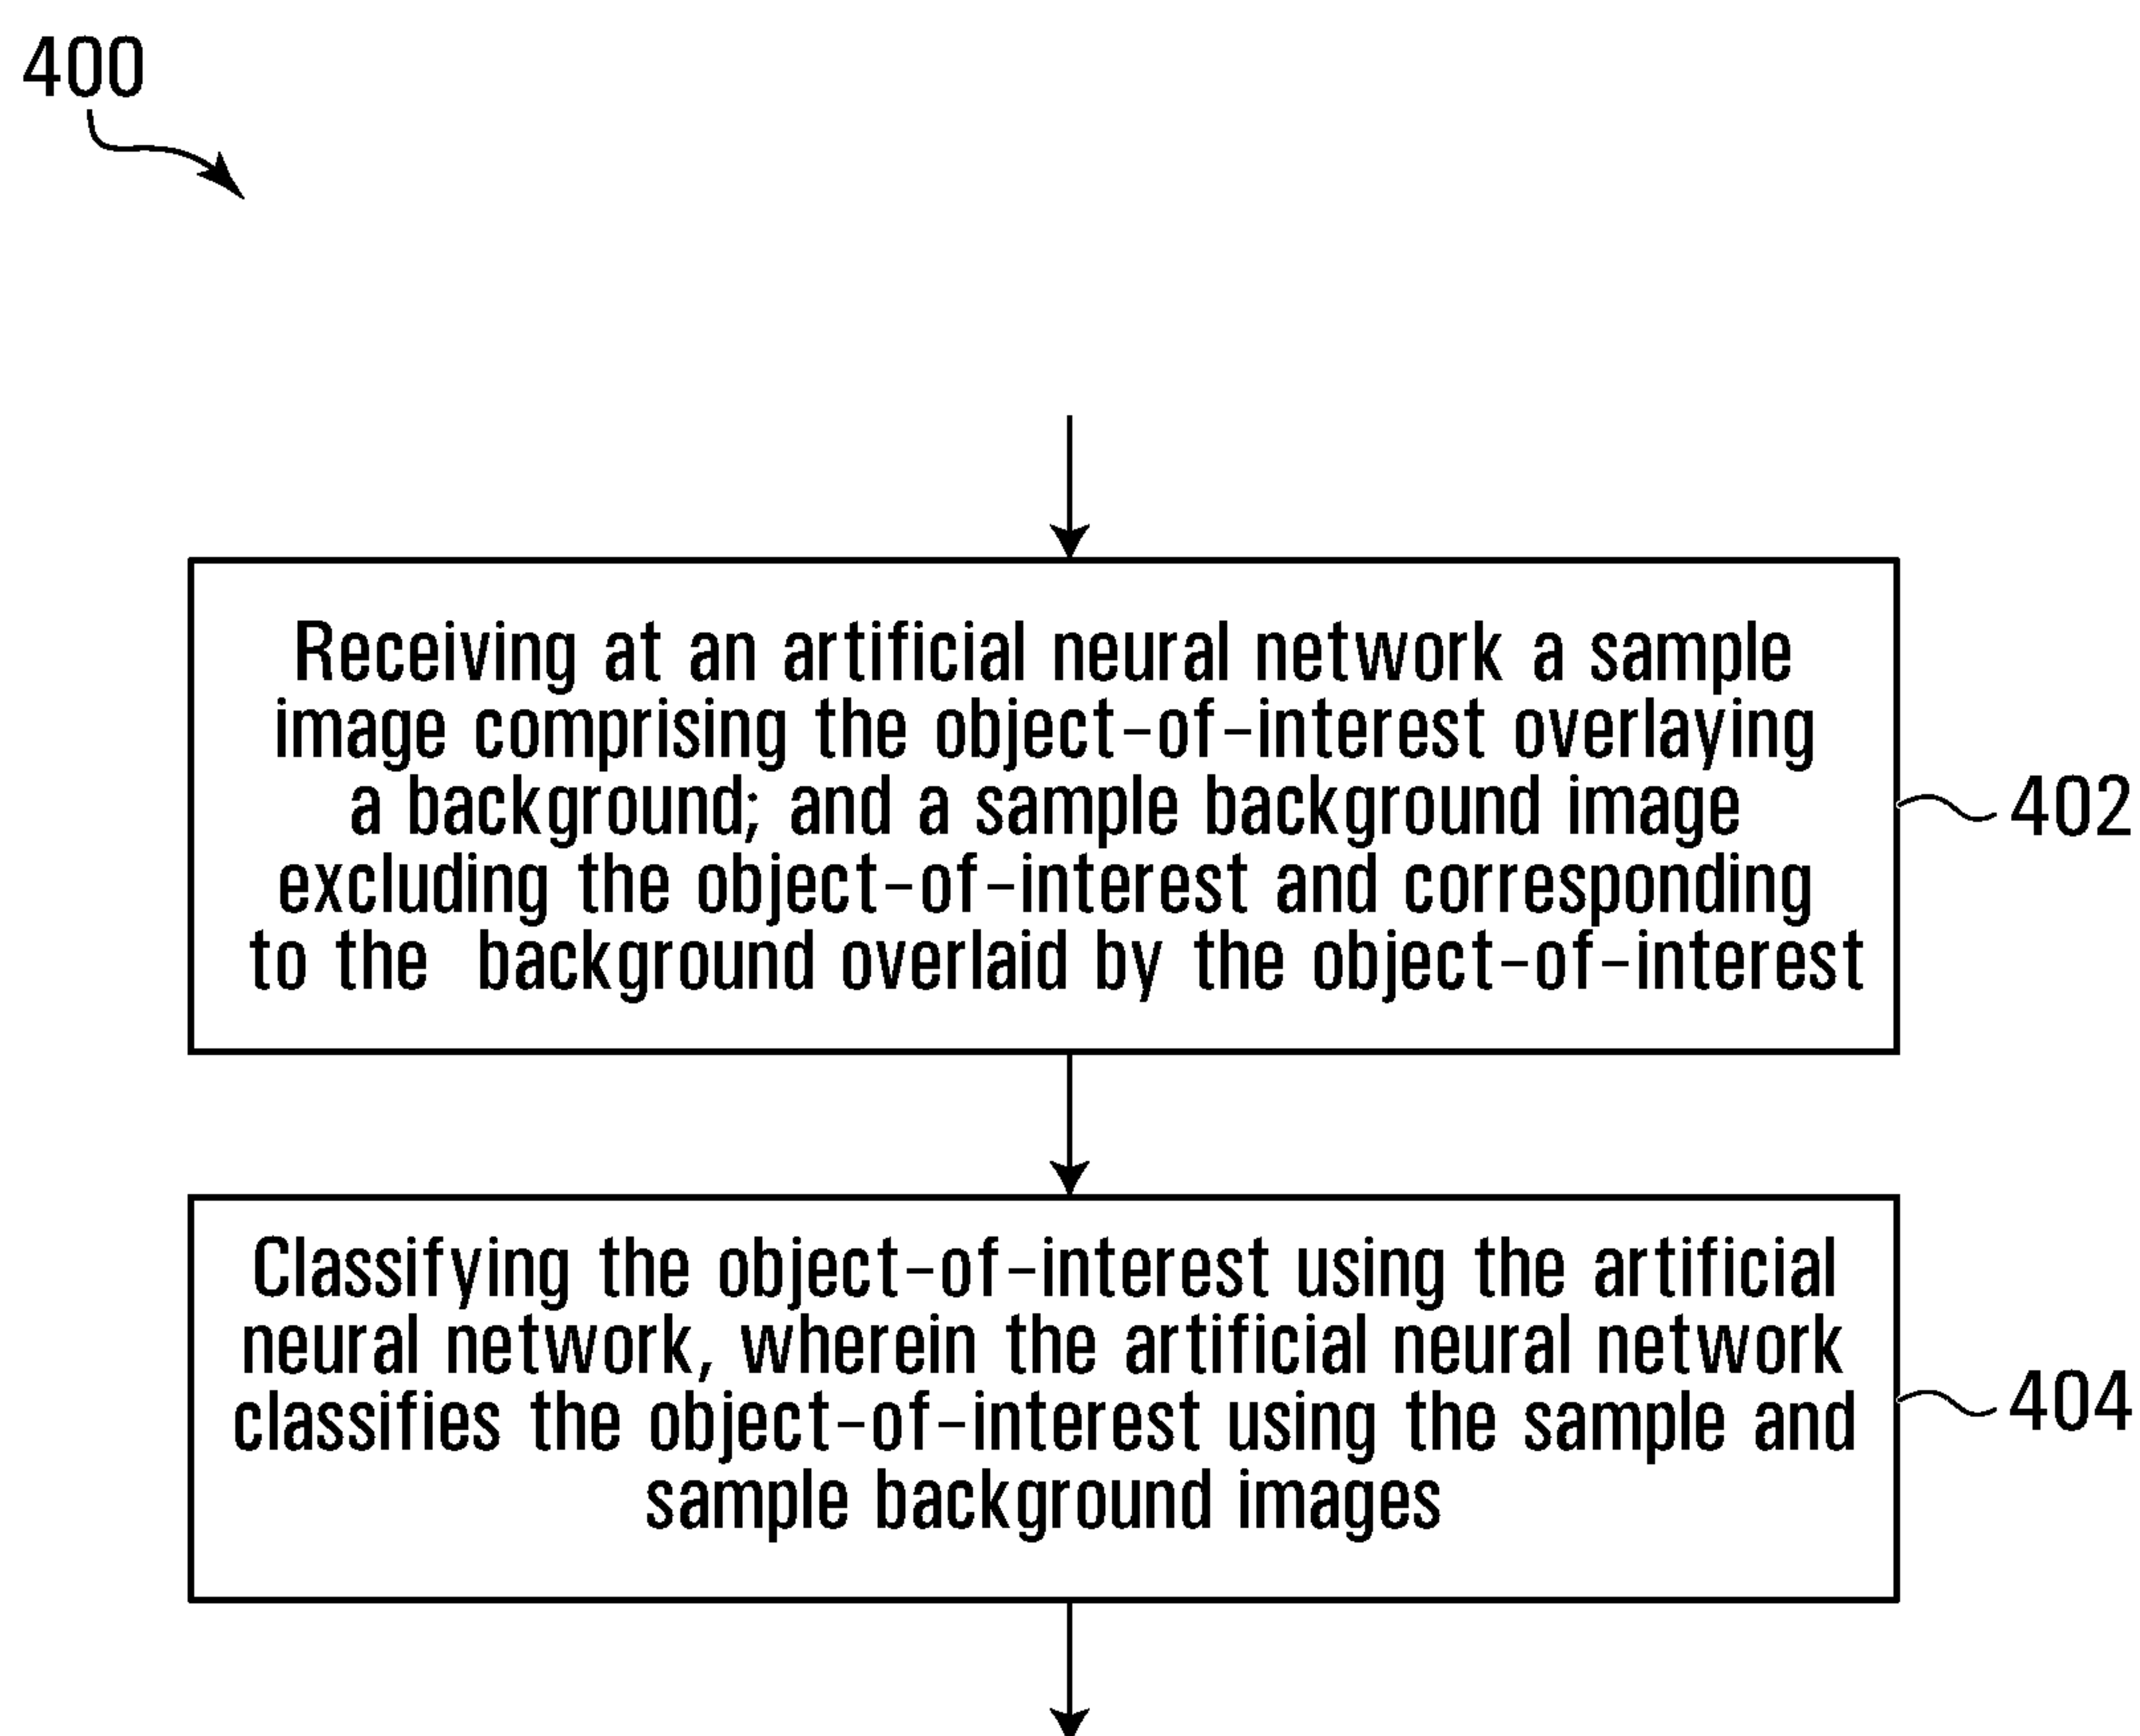 400
Receiving at an artificial neural network a sample
image comprising the object-of-interest overlaying
a background; and a sample background image
excluding the object-of-interest and corresponding
to the background overlaid by the object-of-interest
402
Classifying the object-of-interest using the artificial
neural network, wherein the artificial neural network
classifies the object-of-interest using the sample and
sample background images
404